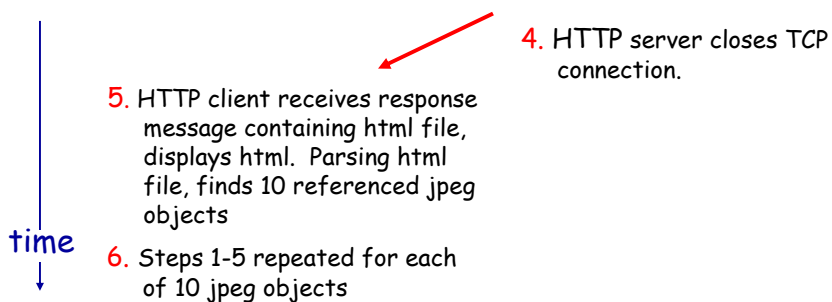 4. HTTP server closes TCP
connection.
5. HTTP client receives response
message containing html file,
displays html. Parsing html
file, finds 10 referenced jpeg
objects
time
6. Steps 1-5 repeated for each
of 10 jpeg objects